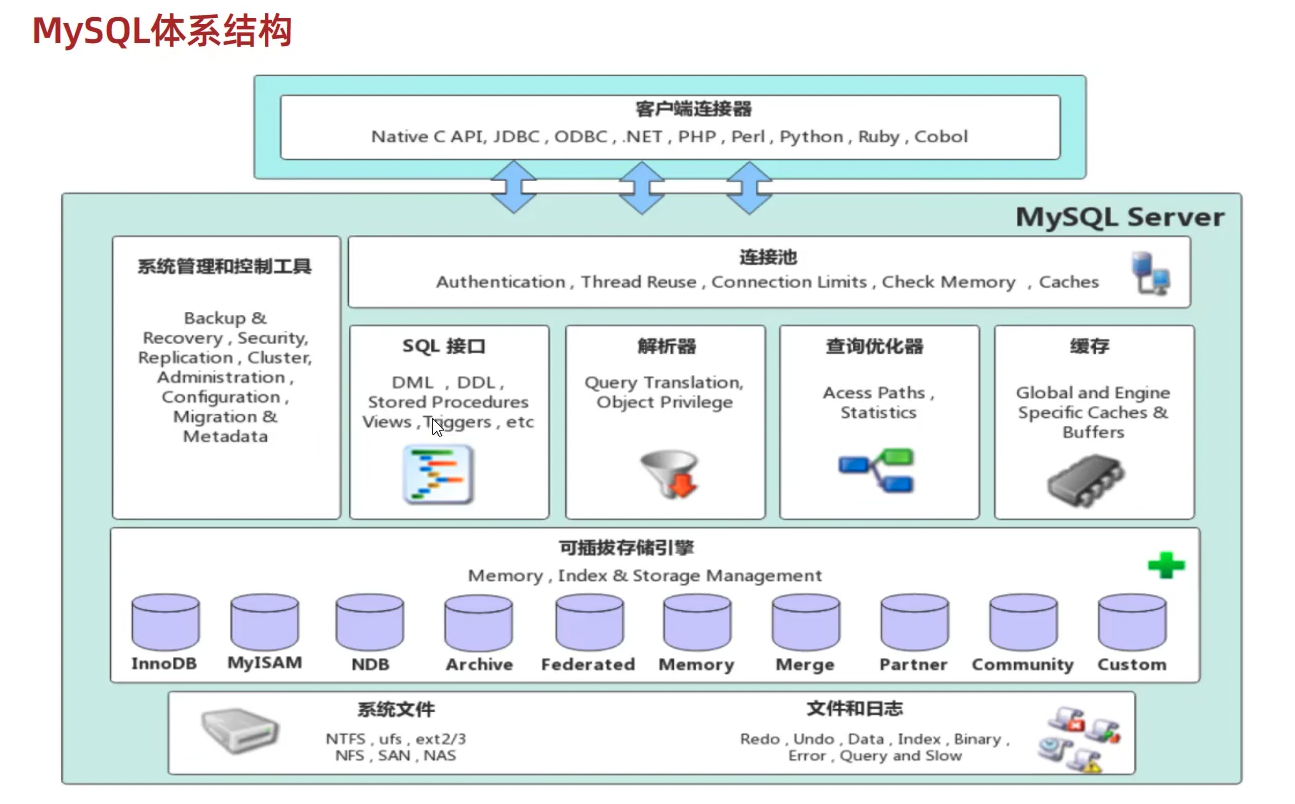 MySQL体系结构
客户端连接器
Native C API, JDBC , ODBC , .NET , PHP , Perl , Python , Ruby , Cobol
MySQL Server
系统管理和控制工具
Backup &
Recovery , Security,
Replication , Cluster,
Administration ,
Configuration ,
Migration &
Metadata
连接池
Authentication , Thread Reuse , Connection Limits , Check Memory , Caches
SQL 接口
DML , DDL ,
Stored Procedures
Views , Triggers , etc
解析器
Query Translation,
Object Privilege
查询优化器
Acess Paths ,
Statistics
缓存
Global and Engine
Specific Caches &
Buffers
可插拔存储引擎
Memory , Index & Storage Management
InnoDB
MyISAM
NDB
Archive
Federated
Memory
Merge
Partner
Community
Custom
系统文件
NTFS , ufs , ext2/3
NFS , SAN , NAS
文件和日志
Redo , Undo , Data , Index , Binary ,
Error , Query and Slow